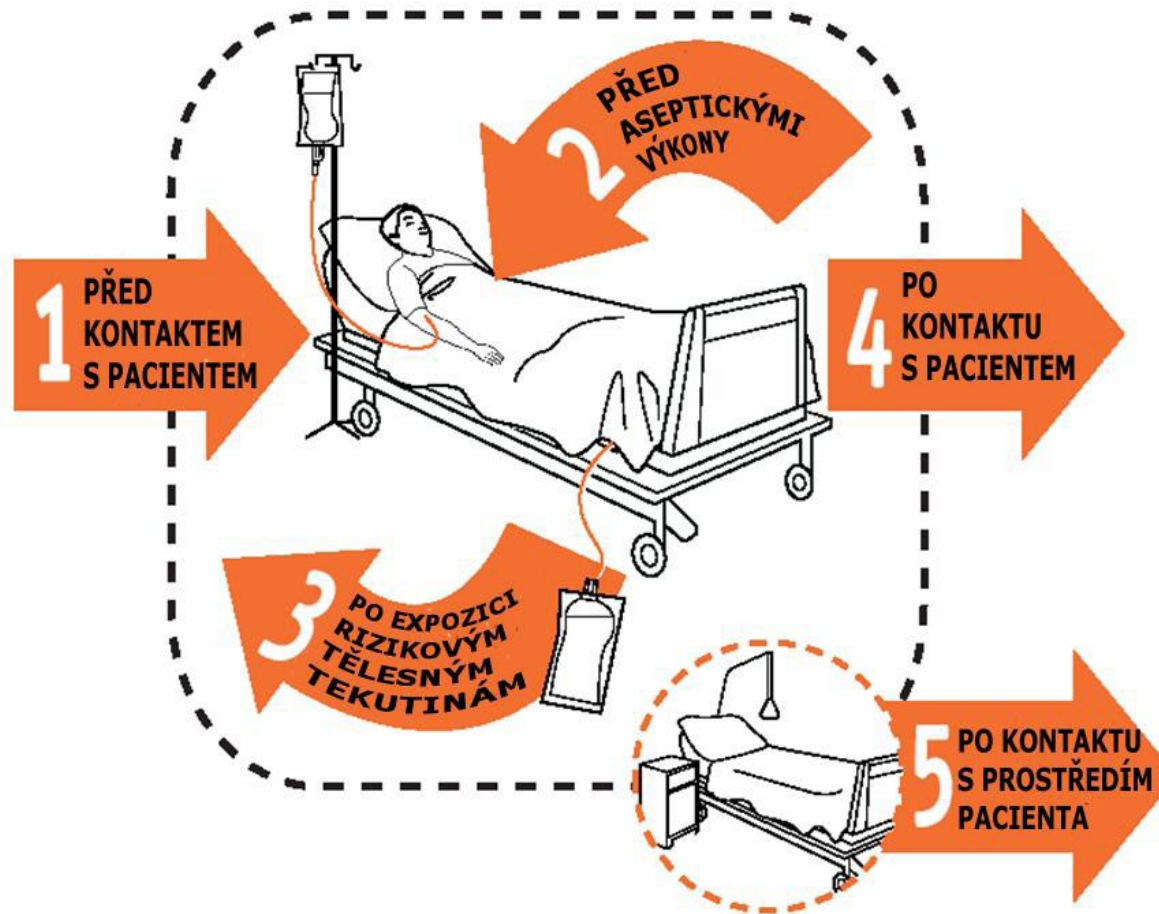 1
PŘED
KONTAKTEM
S PACIENTEM
2
PŘED
ASEPTICKÝMI
VÝKONY
3
PO EXPOZICI
RIZIKOVÝM
TĚLESNÝM
TEKUTINÁM
4
PO
KONTAKTU
S PACIENTEM
5
PO KONTAKTU
S PROSTŘEDÍM
PACIENTA